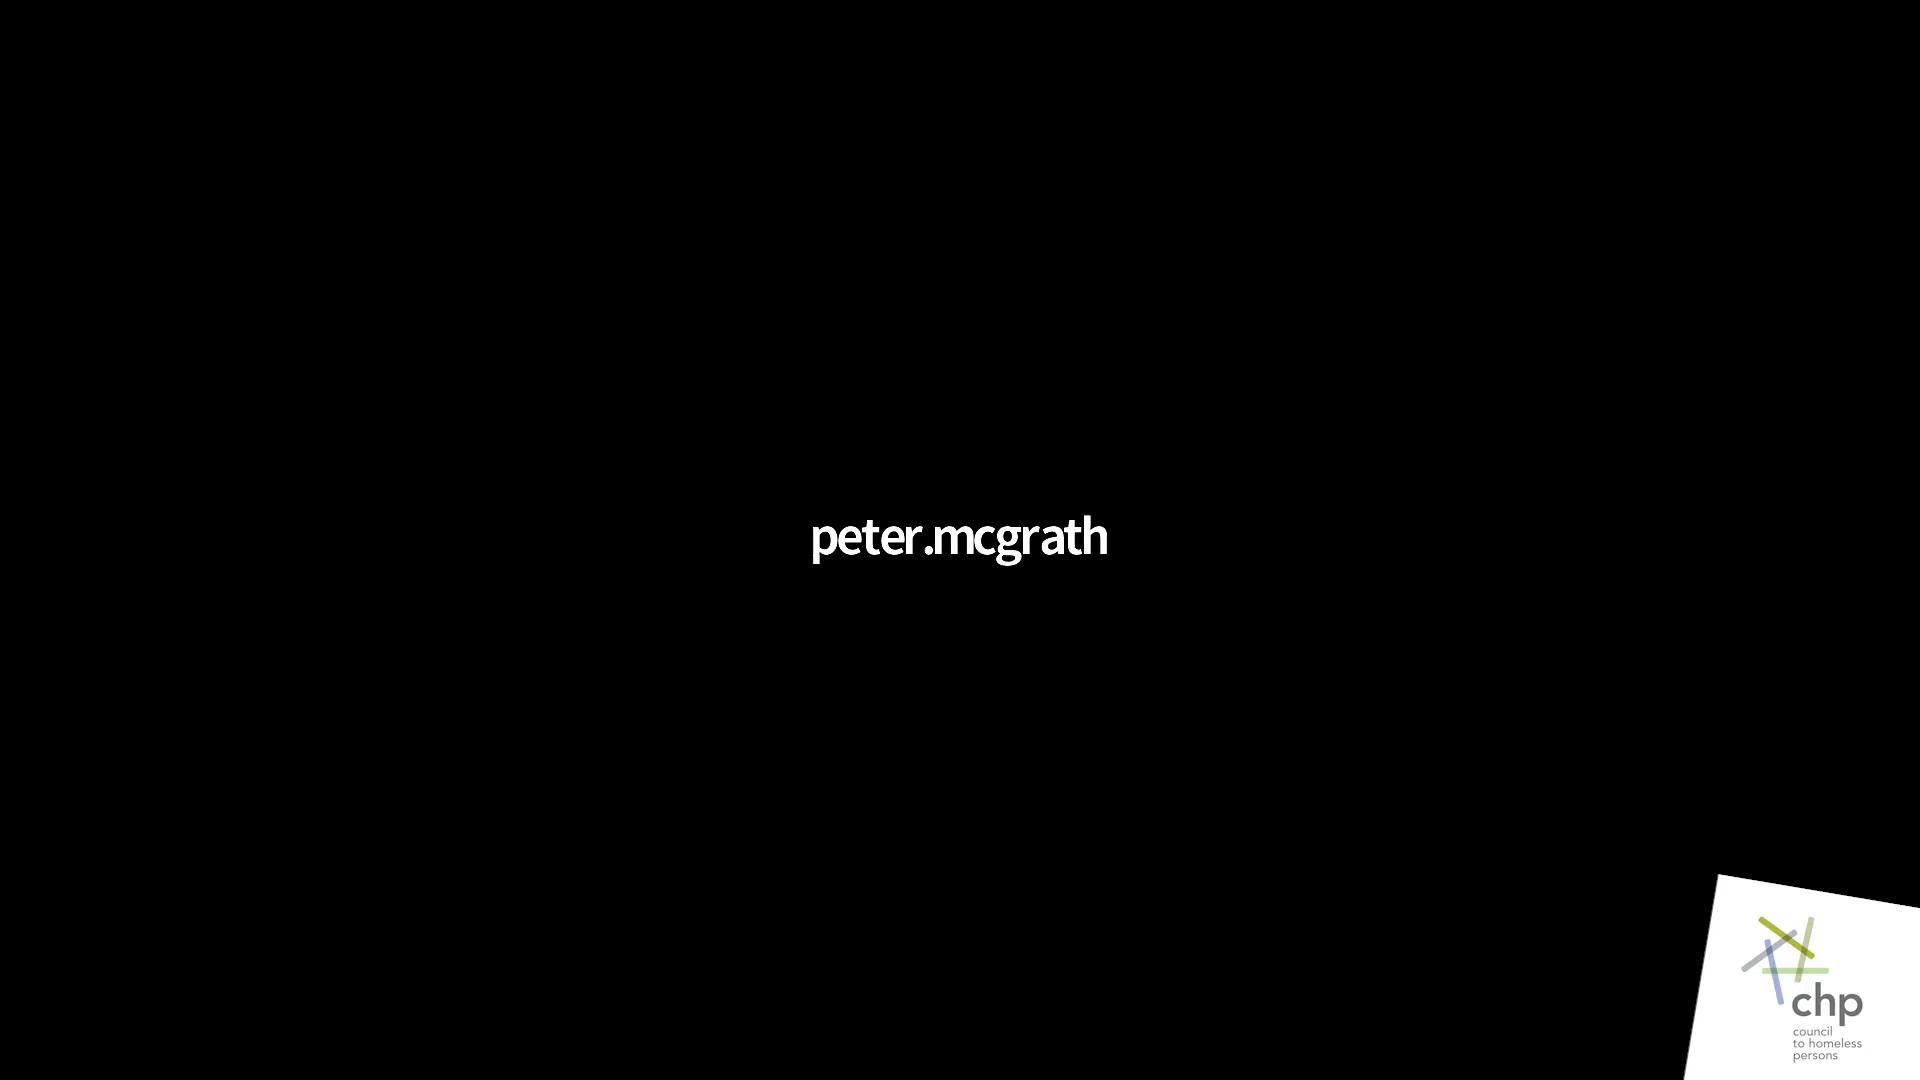 peter.mcgrath
chp
council
to homeless
persons